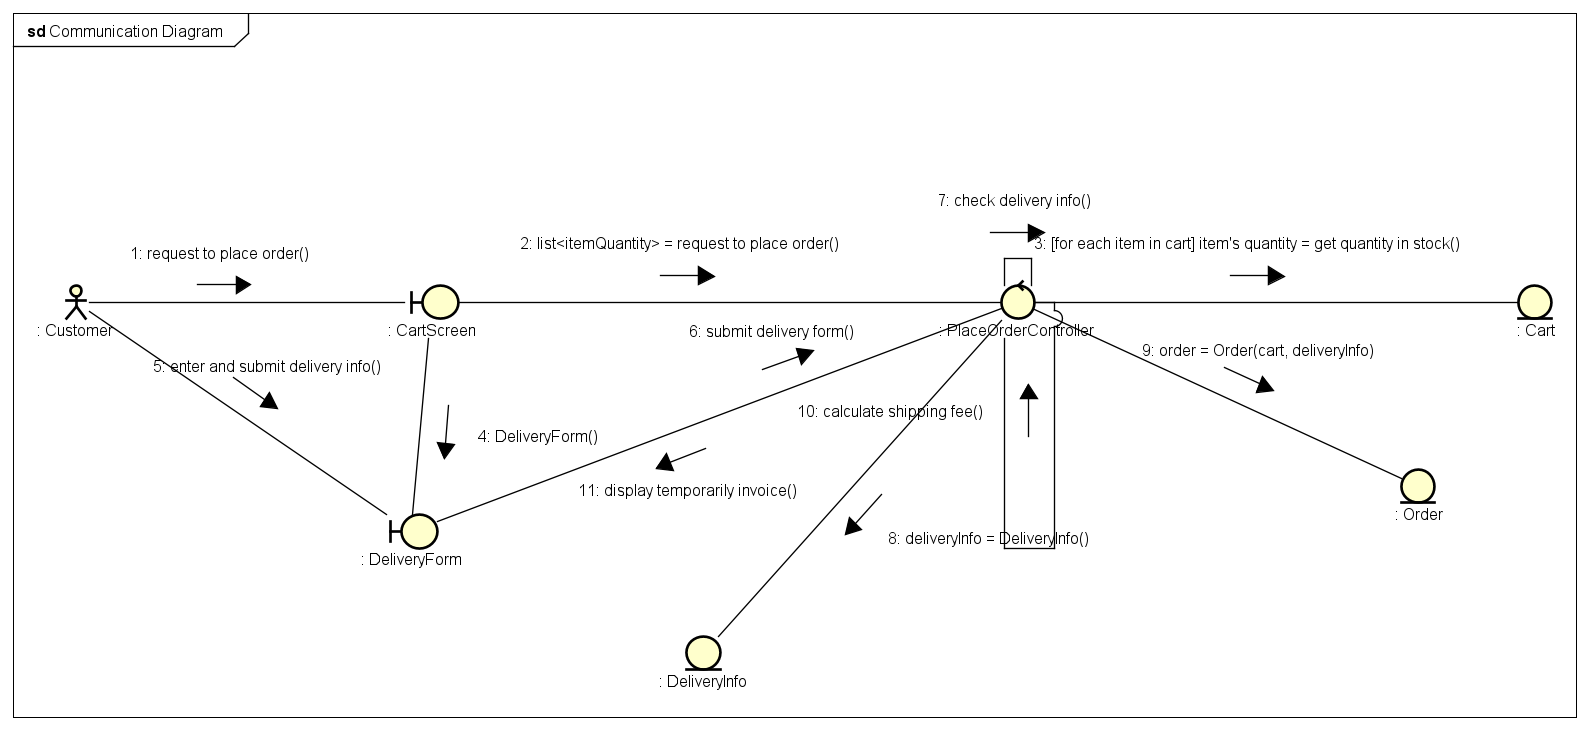 sd Communication Diagram
7: check delivery info()
1: request to place order()
2: list<itemQuantity> = request to place order()
3: [for each item in cart] item's quantity = get quantity in stock()
: Customer
: CartScreen
6: submit delivery form()
: PlaceOrderController
: Cart
5: enter and submit delivery info()
9: order = Order(cart, deliveryInfo)
10: calculate shipping fee()
4: DeliveryForm()
11: display temporarily invoice()
: Order
8: deliveryInfo = DeliveryInfo()
: DeliveryForm
: DeliveryInfo